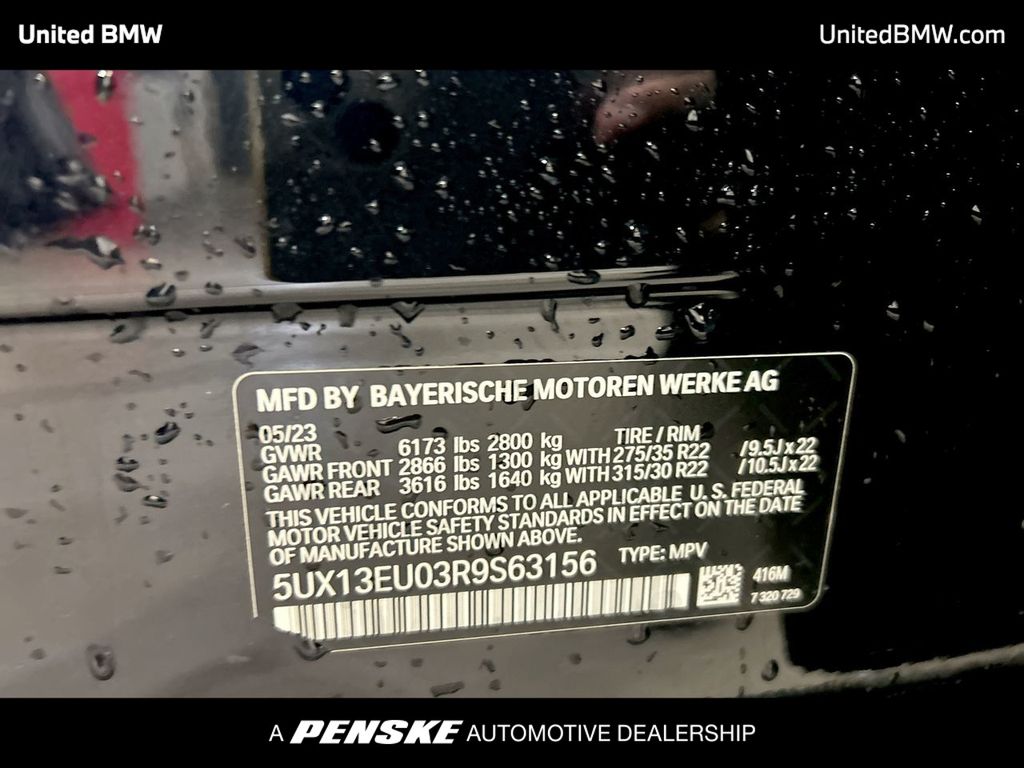 United BMW
UnitedBMW.com
MFD BY BAYERISCHE MOTOREN WERKE AG
05/23 TIRE / RIM
GVWR 6173 lbs 2800 kg
GAWR FRONT 2866 lbs 1300 kg WITH 275/35 R22 /9.5J x 22
GAWR REAR 3616 lbs 1640 kg WITH 315/30 R22 /10.5J x 22
THIS VEHICLE CONFORMS TO ALL APPLICABLE U. S. FEDERAL
MOTOR VEHICLE SAFETY STANDARDS IN EFFECT ON THE DATE
OF MANUFACTURE SHOWN ABOVE.
5UX13EU03R9S63156 TYPE: MPV
416M
7 320 729
A PENSKE AUTOMOTIVE DEALERSHIP